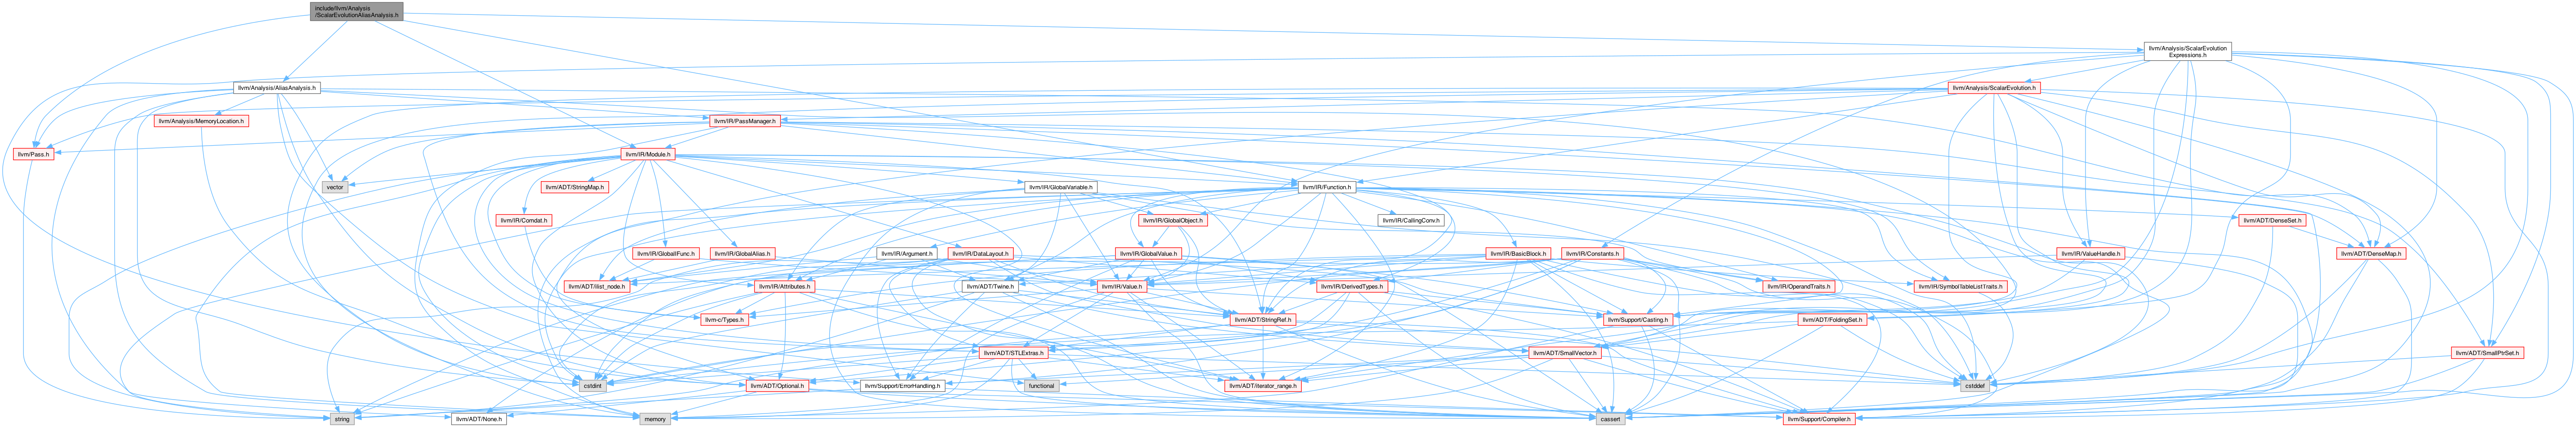 include/llvm/Analysis
/ScalarEvolutionAliasAnalysis.h
llvm/Analysis/ScalarEvolution
Expressions.h
llvm/Analysis/AliasAnalysis.h
llvm/Analysis/ScalarEvolution.h
llvm/Analysis/MemoryLocation.h
llvm/IR/PassManager.h
llvm/Pass.h
llvm/IR/Module.h
vector
llvm/ADT/StringMap.h
llvm/IR/GlobalVariable.h
llvm/IR/Function.h
llvm/IR/Comdat.h
llvm/IR/GlobalObject.h
llvm/IR/CallingConv.h
llvm/ADT/DenseSet.h
llvm/IR/GlobalIFunc.h
llvm/IR/GlobalAlias.h
llvm/IR/Argument.h
llvm/IR/DataLayout.h
llvm/IR/GlobalValue.h
llvm/IR/BasicBlock.h
llvm/IR/Constants.h
llvm/IR/ValueHandle.h
llvm/ADT/DenseMap.h
llvm/ADT/ilist_node.h
llvm/IR/Attributes.h
llvm/ADT/Twine.h
llvm/IR/Value.h
llvm/IR/DerivedTypes.h
llvm/IR/OperandTraits.h
llvm/IR/SymbolTableListTraits.h
llvm-c/Types.h
llvm/ADT/StringRef.h
llvm/Support/Casting.h
llvm/ADT/FoldingSet.h
llvm/ADT/STLExtras.h
llvm/ADT/SmallVector.h
llvm/ADT/SmallPtrSet.h
cstdint
llvm/ADT/Optional.h
llvm/Support/ErrorHandling.h
functional
llvm/ADT/iterator_range.h
cstddef
string
llvm/ADT/None.h
memory
cassert
llvm/Support/Compiler.h